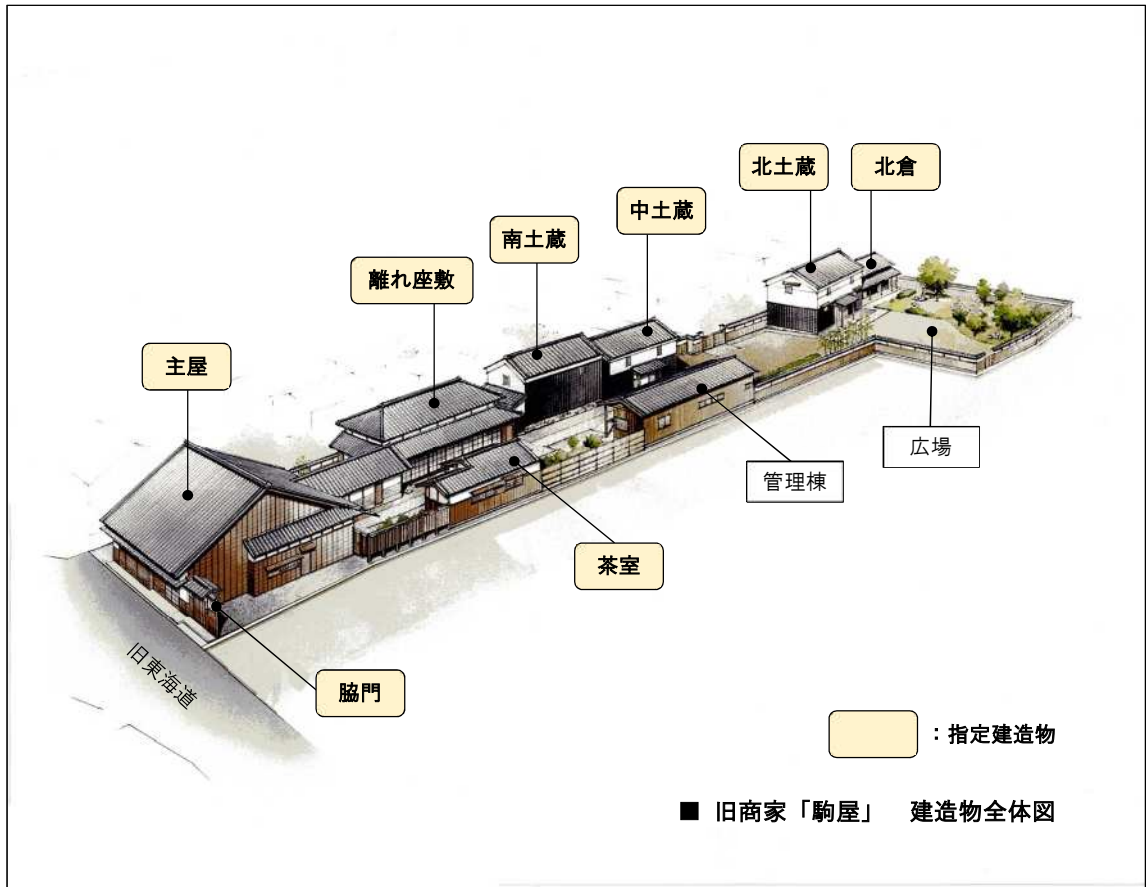 北土蔵
北倉
中土蔵
南土蔵
離れ座敷
主屋
広場
管理棟
茶室
旧東海道
脇門
：指定建造物
■ 旧商家「駒屋」 建造物全体図